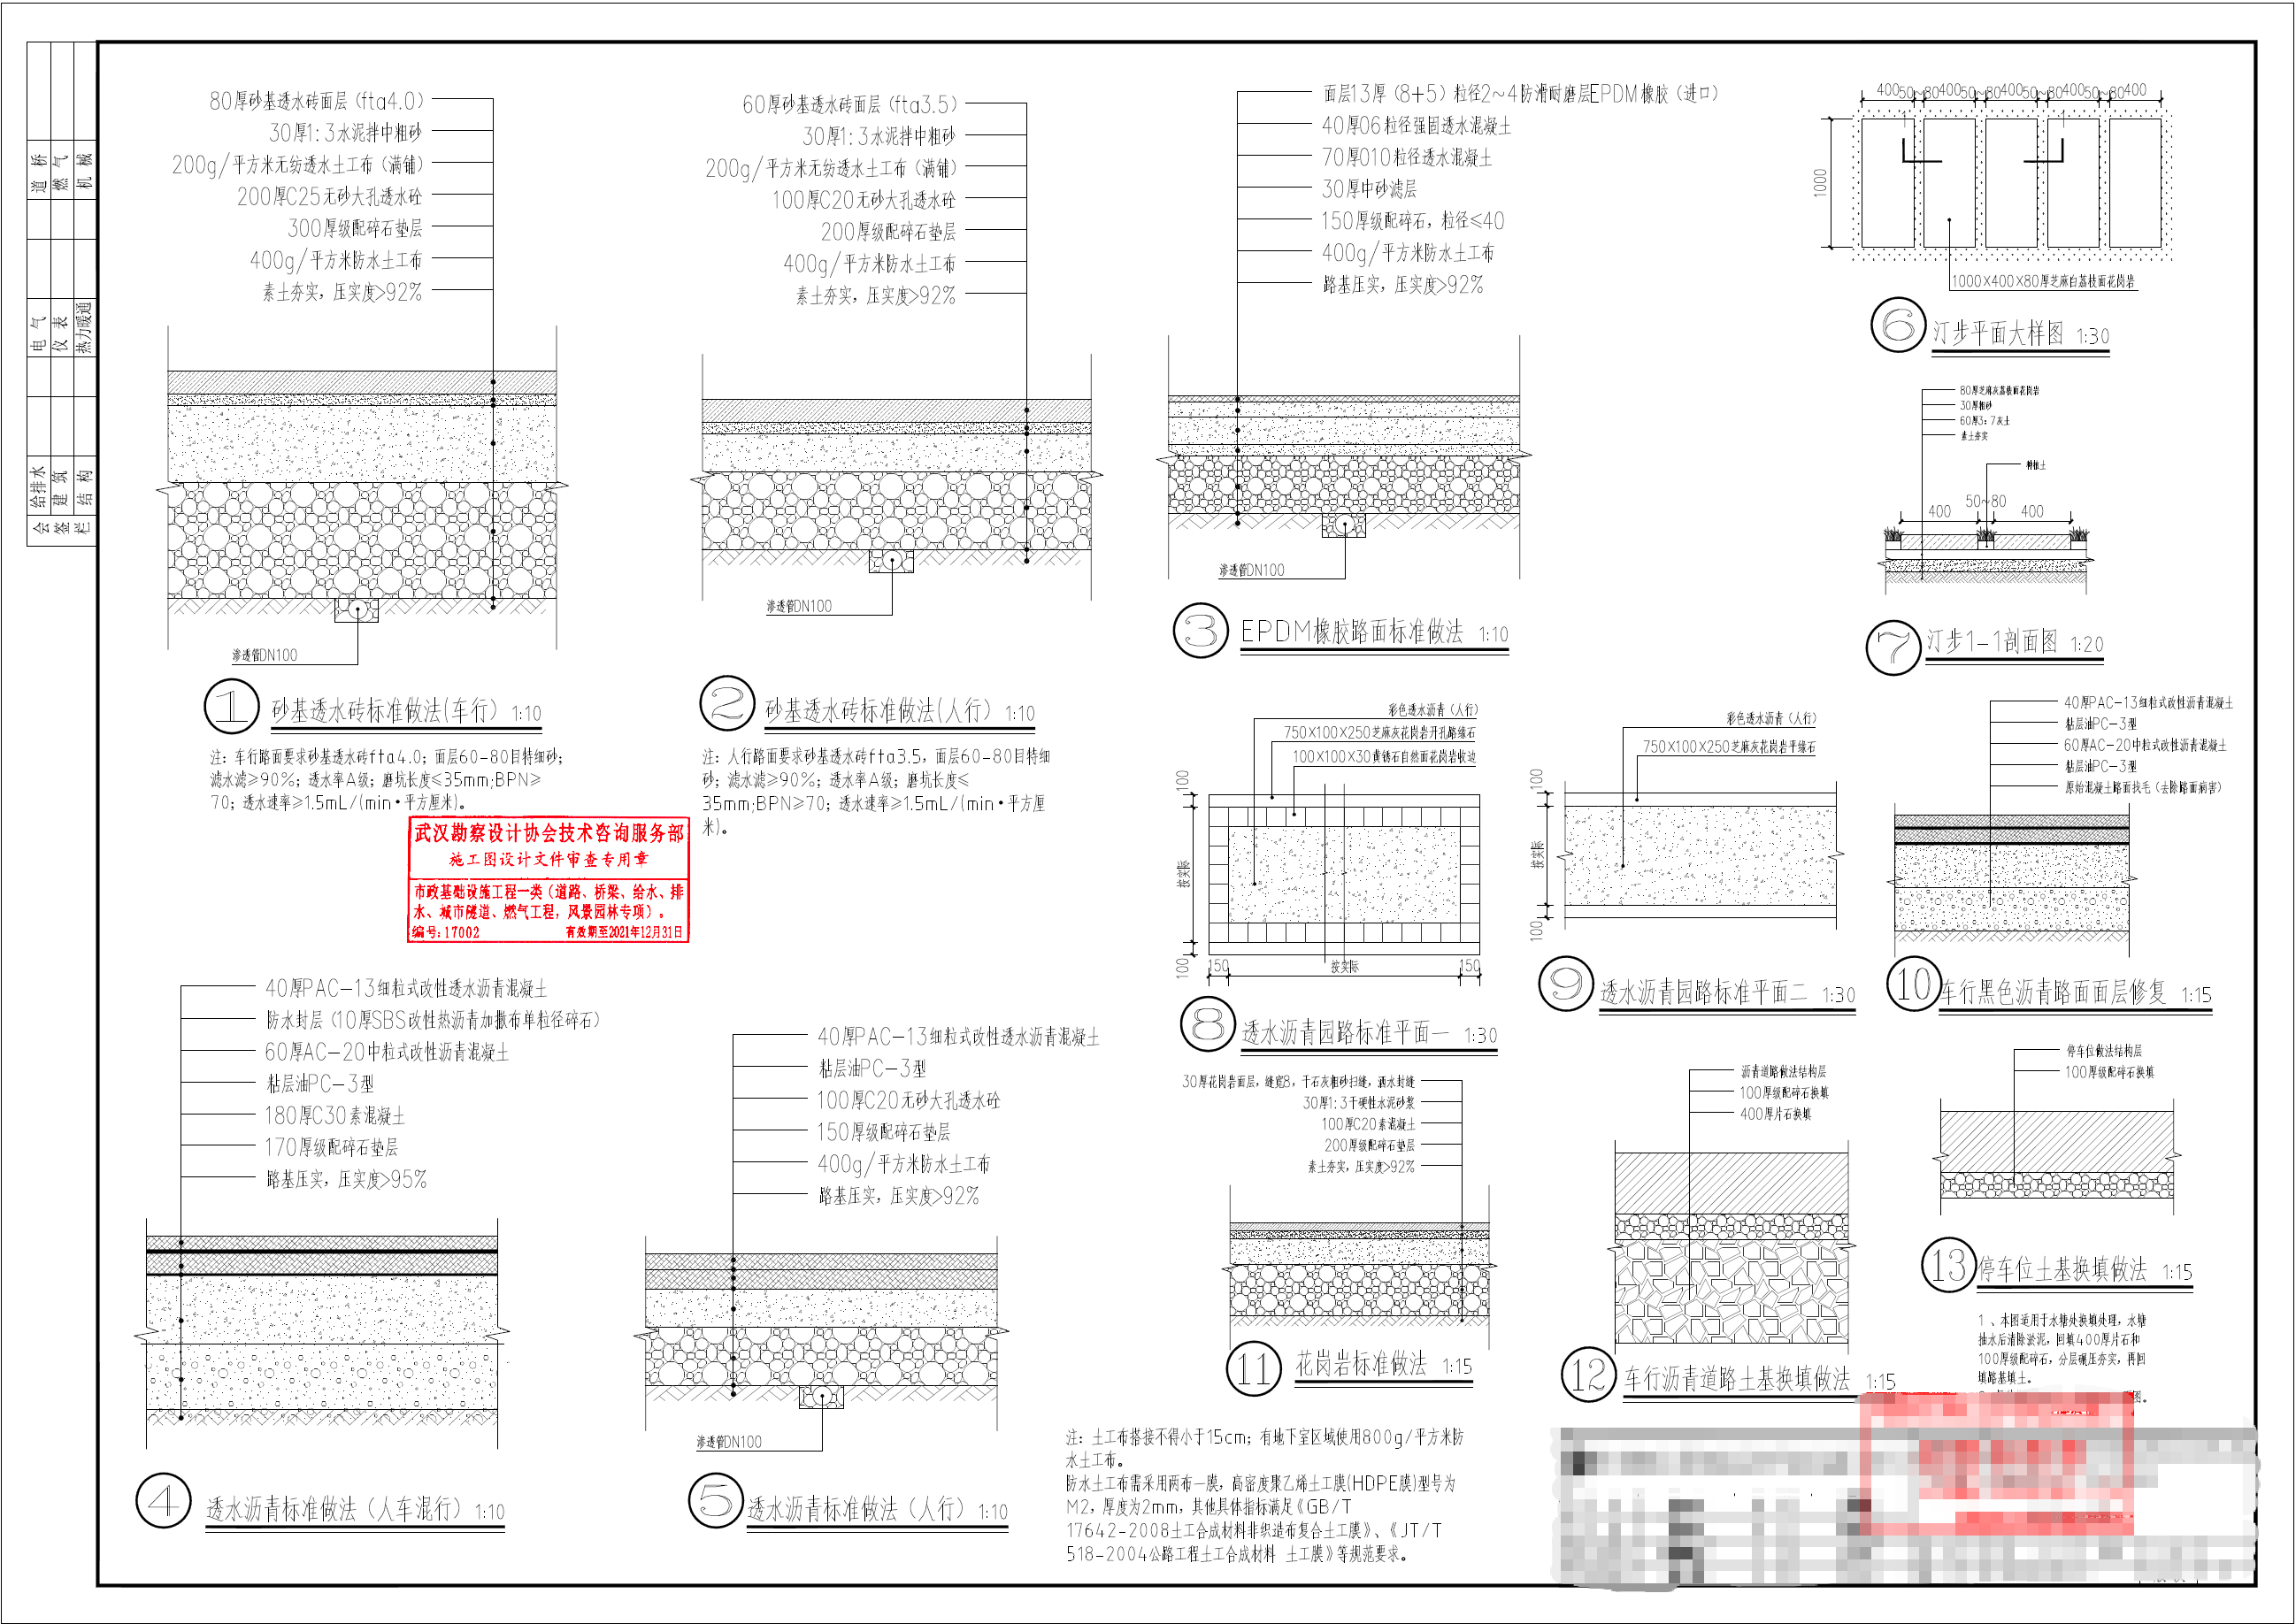 道 桥
燃 气
机 械
电 气
仪 表
热力暖通
给排水
建 筑
结 构
会
签
栏
80厚砂基透水砖面层(fta4.0)
30厚1:3水泥拌中粗砂
200g/平方米无纺透水土工布(满铺)
200厚C25无砂大孔透水砼
300厚级配碎石垫层
400g/平方米防水土工布
素土夯实,压实度>92%
渗透管DN100
1 砂基透水砖标准做法(车行) 1:10
注:车行路面要求砂基透水砖fta4.0;面层60-80目特细砂;
滤水滤≥90%;透水率A级;磨坑长度≤35mm;BPN≥
70;透水速率≥1.5mL/(min·平方厘米)。
60厚砂基透水砖面层(fta3.5)
30厚1:3水泥拌中粗砂
200g/平方米无纺透水土工布(满铺)
100厚C20无砂大孔透水砼
200厚级配碎石垫层
400g/平方米防水土工布
素土夯实,压实度>92%
渗透管DN100
2 砂基透水砖标准做法(人行) 1:10
注:人行路面要求砂基透水砖fta3.5,面层60-80目特细
砂;滤水滤≥90%;透水率A级;磨坑长度≤
35mm;BPN≥70;透水速率≥1.5mL/(min·平方厘
米)。
武汉勘察设计协会技术咨询服务部
施工图设计文件审查专用章
市政基础设施工程一类(道路、桥梁、给水、排
水、城市隧道、燃气工程,风景园林专项)。
编号:17002 有效期至2021年12月31日
面层13厚(8+5)粒径2~4防滑耐磨层EPDM橡胶(进口)
40厚06粒径强固透水混凝土
70厚010粒径透水混凝土
30厚中砂滤层
150厚级配碎石,粒径≤40
400g/平方米防水土工布
路基压实,压实度>92%
渗透管DN100
3 EPDM橡胶路面标准做法 1:10
400 50~80 400 50~80 400 50~80 400 50~80 400
1000
1000X400X80厚芝麻白荔枝面花岗岩
6 汀步平面大样图 1:30
80厚芝麻灰荔枝面花岗岩
30厚粗砂
60厚3:7灰土
素土夯实
种植土
50~80
400 400
7 汀步1-1剖面图 1:20
彩色透水沥青(人行)
750X100X250芝麻灰花岗岩开孔路缘石
100X100X30黄锈石自然面花岗岩收边
100
按实际
100
150 按实际 150
8 透水沥青园路标准平面一 1:30
彩色透水沥青(人行)
750X100X250芝麻灰花岗岩平缘石
100
按实际
100
9 透水沥青园路标准平面二 1:30
40厚PAC-13细粒式改性沥青混凝土
粘层油PC-3型
60厚AC-20中粒式改性沥青混凝土
粘层油PC-3型
原始混凝土路面找毛(去除路面病害)
10 车行黑色沥青路面面层修复 1:15
40厚PAC-13细粒式改性透水沥青混凝土
防水封层(10厚SBS改性热沥青加撒布单粒径碎石)
60厚AC-20中粒式改性沥青混凝土
粘层油PC-3型
180厚C30素混凝土
170厚级配碎石垫层
路基压实,压实度>95%
4 透水沥青标准做法(人车混行) 1:10
40厚PAC-13细粒式改性透水沥青混凝土
粘层油PC-3型
100厚C20无砂大孔透水砼
150厚级配碎石垫层
400g/平方米防水土工布
路基压实,压实度>92%
渗透管DN100
5 透水沥青标准做法(人行) 1:10
30厚花岗岩面层,缝宽8,干石灰粗砂扫缝,洒水封缝
30厚1:3干硬性水泥砂浆
100厚C20素混凝土
200厚级配碎石垫层
素土夯实,压实度>92%
11 花岗岩标准做法 1:15
沥青道路做法结构层
100厚级配碎石换填
400厚片石换填
12 车行沥青道路土基换填做法 1:15
停车位做法结构层
100厚级配碎石换填
13 停车位土基换填做法 1:15
1、本图适用于水塘处换填处理,水塘
抽水后清除淤泥,回填400厚片石和
100厚级配碎石,分层碾压夯实,再回
填路基填土。
图。
注:土工布搭接不得小于15cm;有地下室区域使用800g/平方米防
水土工布。
防水土工布需采用两布一膜,高密度聚乙烯土工膜(HDPE膜)型号为
M2,厚度为2mm,其他具体指标满足《GB/T
17642-2008土工合成材料非织造布复合土工膜》、《JT/T
518-2004公路工程土工合成材料 土工膜》等规范要求。